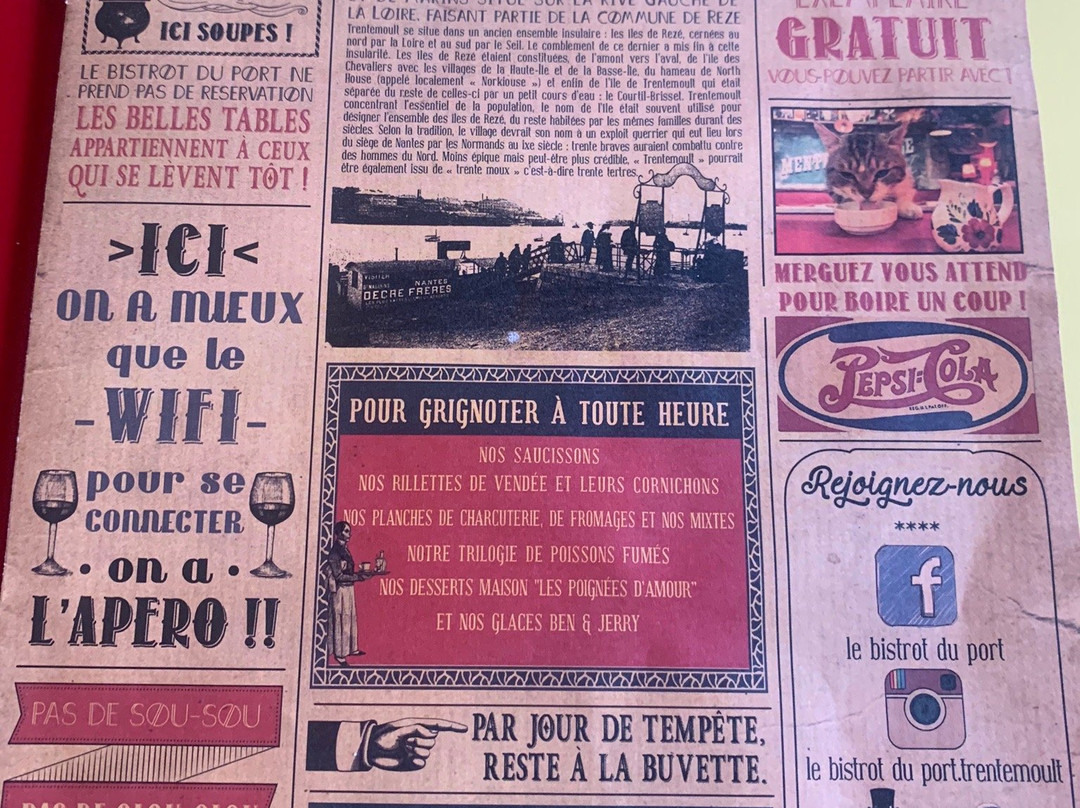 ICI SOUPES !
LE BISTROT DU PORT NE
PREND PAS DE RESERVATION
LES BELLES TABLES
APPARTIENNENT À CEUX
QUI SE LÈVENT TÔT !
>ICI<
on A MIEUX
que le
-WIFI-
pour se
CONNECTER
• on a •
L'APERO !!
PAS DE SOU-SOU
LA LOIRE, FAISANT PARTIE DE LA COMMUNE DE REZE
Trentemoult se situe dans un ancien ensemble insulaire : les îles de Rezé, cernées au
nord par la Loire et au sud par le Seil. Le comblement de ce dernier a mis fin à cette
insularité. Les îles de Rezé étaient constituées, de l'amont vers l'aval, de l'île des
Chevaliers avec les villages de la Haute-Ile et de la Basse-Ile, du hameau de North
House (appelé localement « Norkiouse ») et enfin de l'île de Trentemoult qui était
séparée du reste de celles-ci par un petit cours d'eau : le Courtil-Brissel. Trentemoult
concentrant l'essentiel de la population, le nom de l'île était souvent utilisé pour
désigner l'ensemble des îles de Rezé, du reste habitées par les mêmes familles durant des
siècles. Selon la tradition, le village devrait son nom à un exploit guerrier qui eut lieu lors
du siège de Nantes par les Normands au ixe siècle : trente braves auraient combattu contre
des hommes du Nord. Moins épique mais peut-être plus crédible, « Trentemoult » pourrait
être également issu de « trente moux » c'est-à-dire trente tertres.
NANTES
DECRE FRÈRES
POUR GRIGNOTER À TOUTE HEURE
NOS SAUCISSONS
NOS RILLETTES DE VENDÉE ET LEURS CORNICHONS
NOS PLANCHES DE CHARCUTERIE, DE FROMAGES ET NOS MIXTES
NOTRE TRILOGIE DE POISSONS FUMÉS
NOS DESSERTS MAISON "LES POIGNÉES D'AMOUR"
ET NOS GLACES BEN & JERRY
PAR JOUR DE TEMPÊTE,
RESTE À LA BUVETTE.
EXEMPLAIRE
GRATUIT
VOUS POUVEZ PARTIR AVEC !
MERGUEZ VOUS ATTEND
POUR BOIRE UN COUP !
PEPSI:COLA
REG. U.S. PAT. OFF.
Rejoignez-nous
****
f
le bistrot du port
le bistrot du port.trentemoult